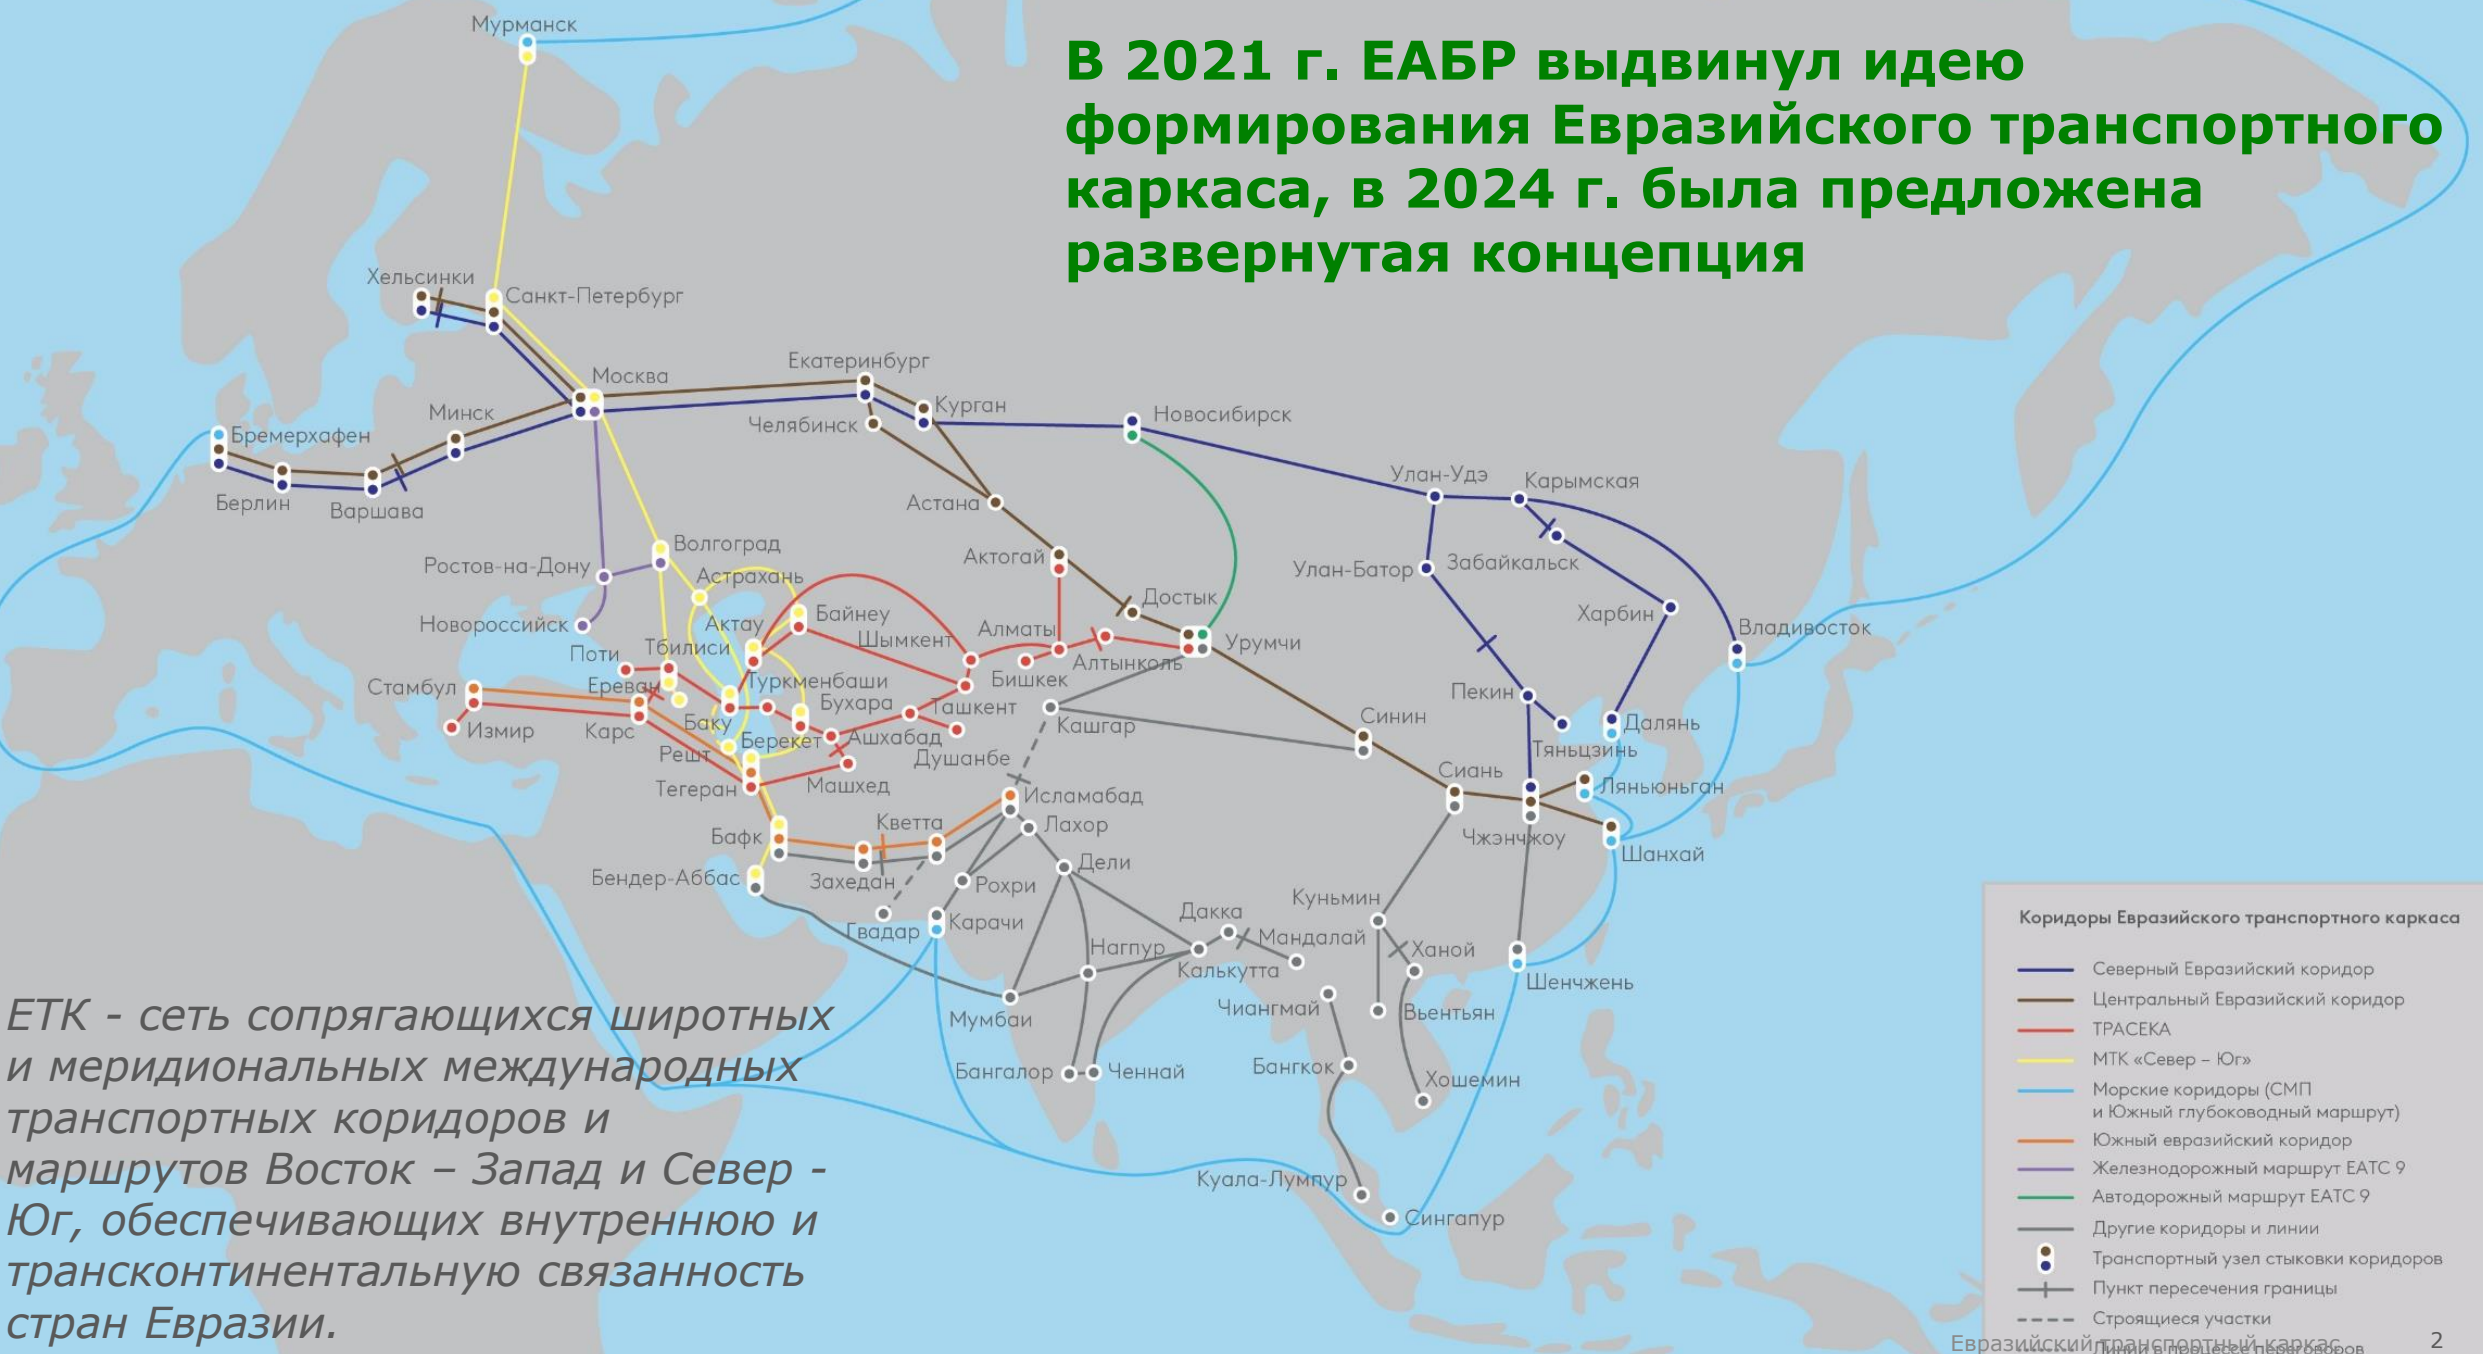 В 2021 г. ЕАБР выдвинул идею
формирования Евразийского транспортного
каркаса, в 2024 г. была предложена
развернутая концепция
Мурманск
Хельсинки
Санкт-Петербург
Москва
Екатеринбург
Минск
Курган
Новосибирск
Челябинск
Бремерхафен
Берлин
Варшава
Астана
Улан-Удэ
Карымская
Волгоград
Ростов-на-Дону
Астрахань
Актогай
Улан-Батор
Забайкальск
Достык
Новороссийск
Актау
Байнеу
Шымкент
Алматы
Харбин
Владивосток
Поти
Тбилиси
Алтынколь
Урумчи
Стамбул
Ереван
Туркменбаши
Бишкек
Пекин
Измир
Карс
Баку
Бухара
Ташкент
Кашгар
Синин
Далянь
Решт
Берекет
Ашхабад
Душанбе
Тяньцзинь
Тегеран
Машхед
Сиань
Ляньюньган
Исламабад
Бафк
Кветта
Лахор
Чжэнчжоу
Шанхай
Бендер-Аббас
Захедан
Дели
Рохри
Куньмин
Гвадар
Карачи
Дакка
Мандалай
Ханой
Нагпур
Калькутта
Шенчжень
Мумбаи
Чиангмай
Вьентьян
Бангалор
Ченнай
Бангкок
Хошемин
Куала-Лумпур
Сингапур
ЕТК - сеть сопрягающихся широтных
и меридиональных международных
транспортных коридоров и
маршрутов Восток – Запад и Север -
Юг, обеспечивающих внутреннюю и
трансконтинентальную связанность
стран Евразии.
Коридоры Евразийского транспортного каркаса
Северный Евразийский коридор
Центральный Евразийский коридор
ТРАСЕКА
МТК «Север – Юг»
Морские коридоры (СМП
и Южный глубоководный маршрут)
Южный евразийский коридор
Железнодорожный маршрут ЕАТС 9
Автодорожный маршрут ЕАТС 9
Другие коридоры и линии
Транспортный узел стыковки коридоров
Пункт пересечения границы
Строящиеся участки
Линии в процессе переговоров
Евразийский транспортный каркас
2